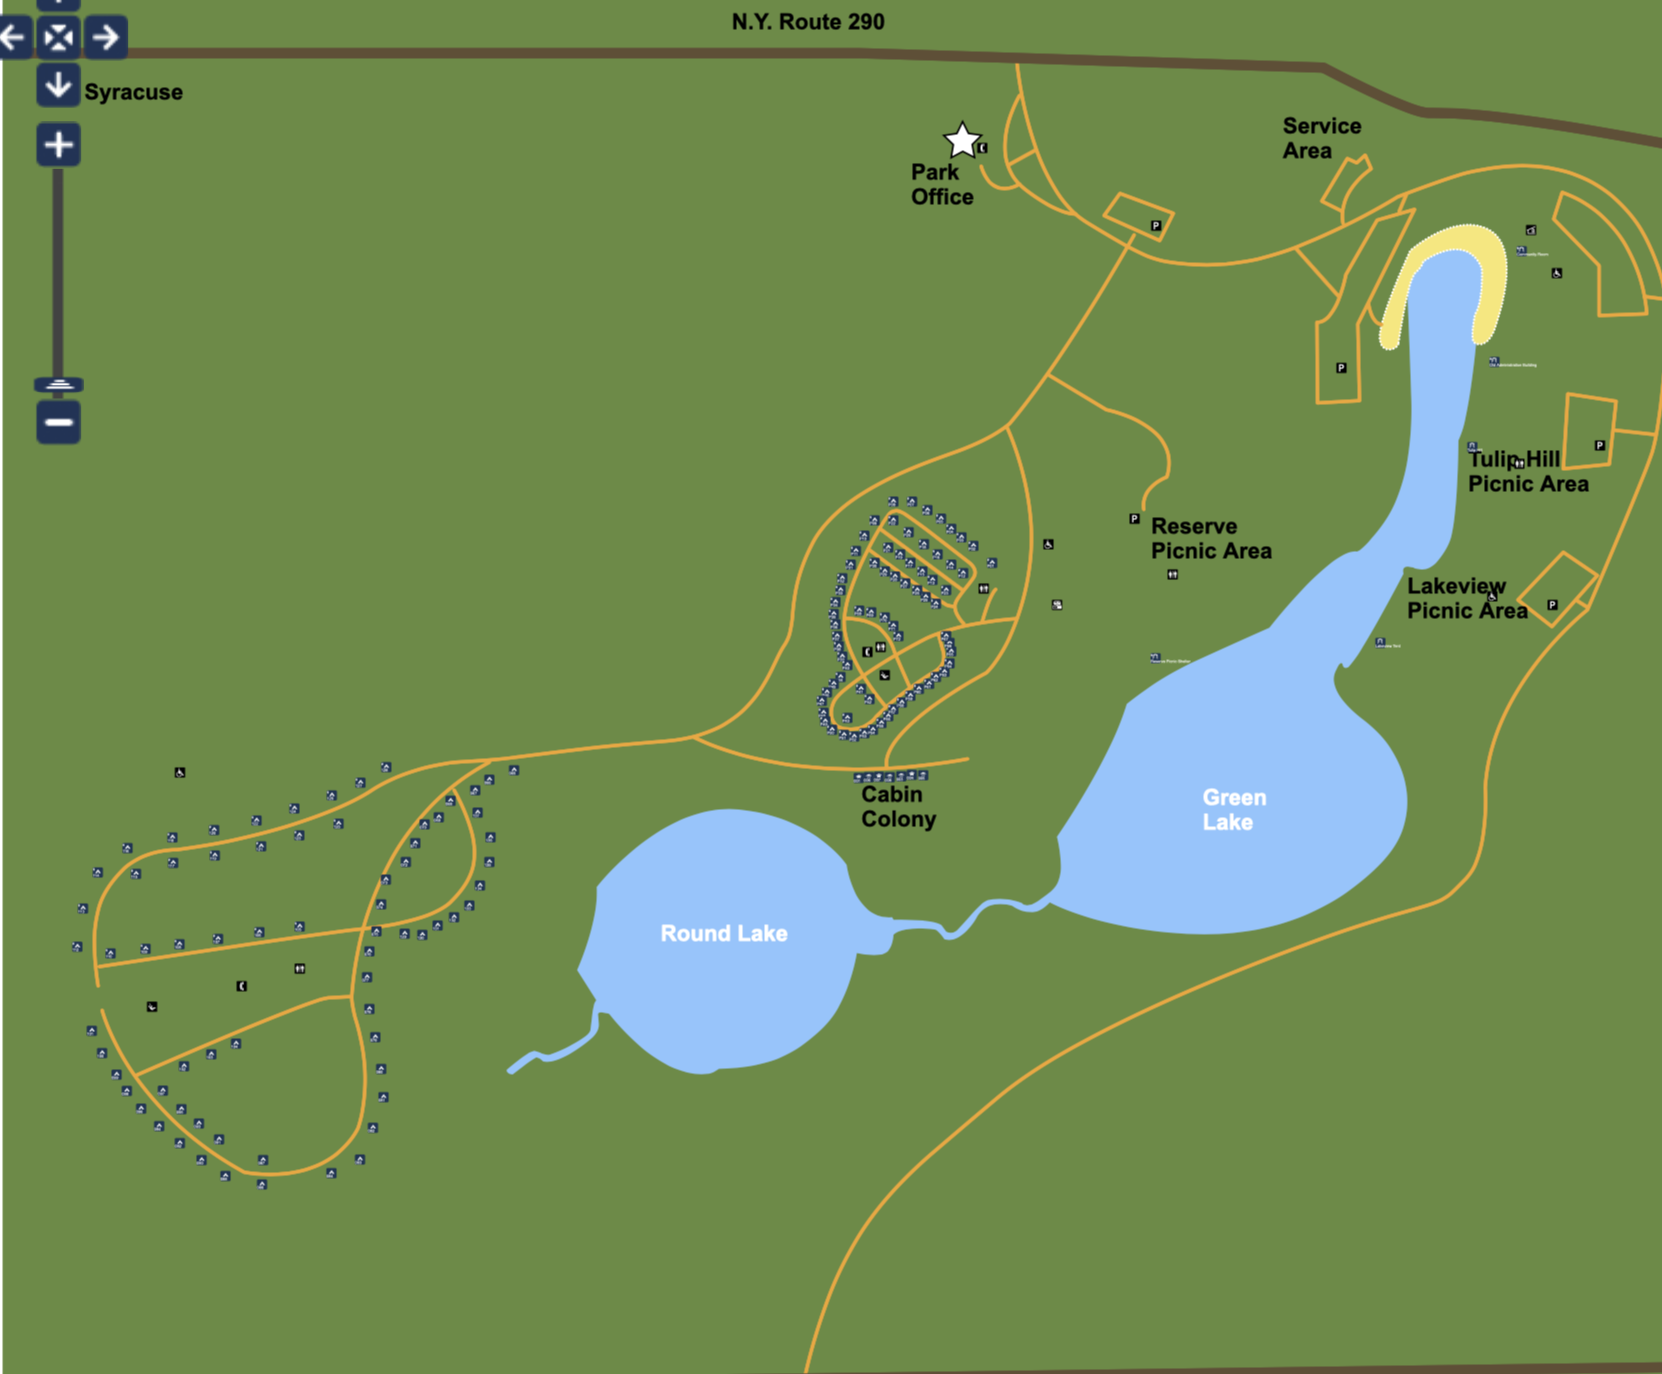 N.Y. Route 290
Syracuse
Service
Area
Park
Office
P
P
Tulip Hill
Picnic Area
P
Reserve
Picnic Area
P
Lakeview
Picnic Area
P
Cabin
Colony
Green
Lake
Round Lake